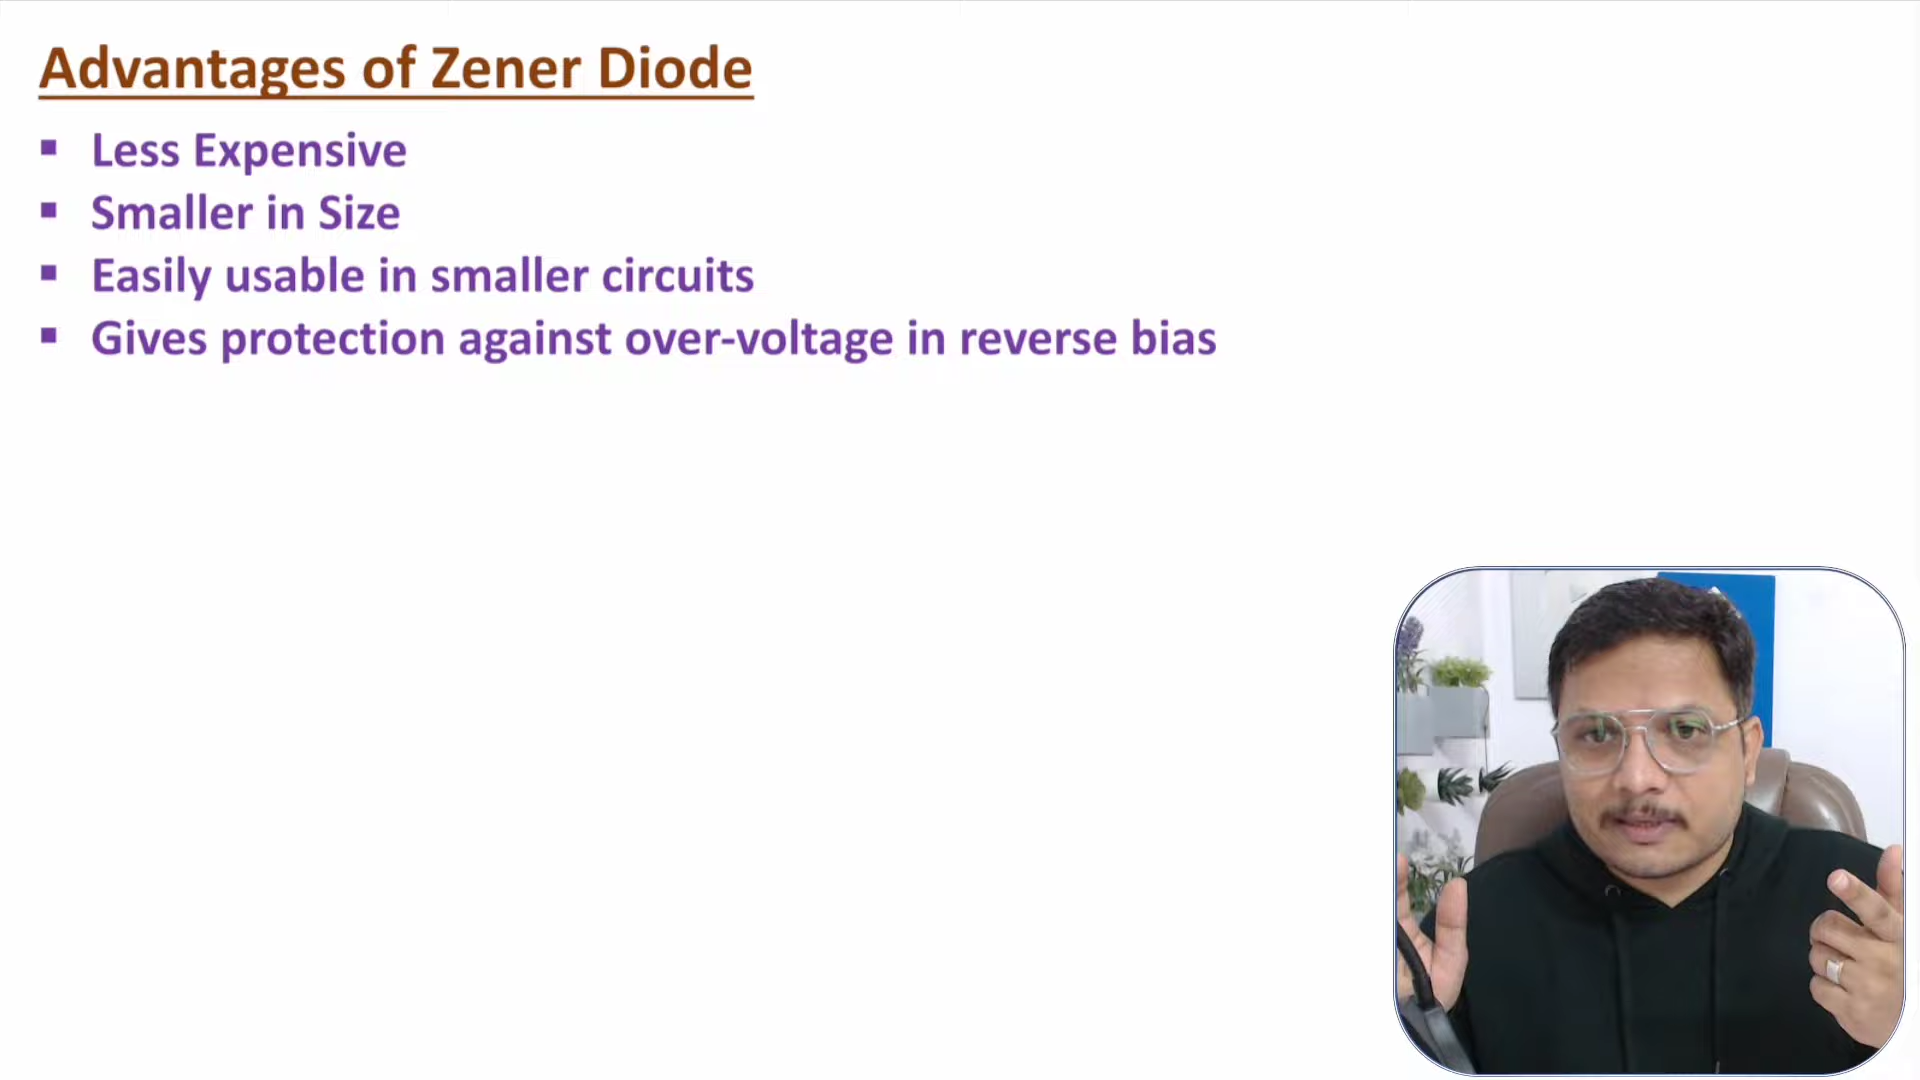 Advantages of Zener Diode
▪ Less Expensive
▪ Smaller in Size
▪ Easily usable in smaller circuits
▪ Gives protection against over-voltage in reverse bias